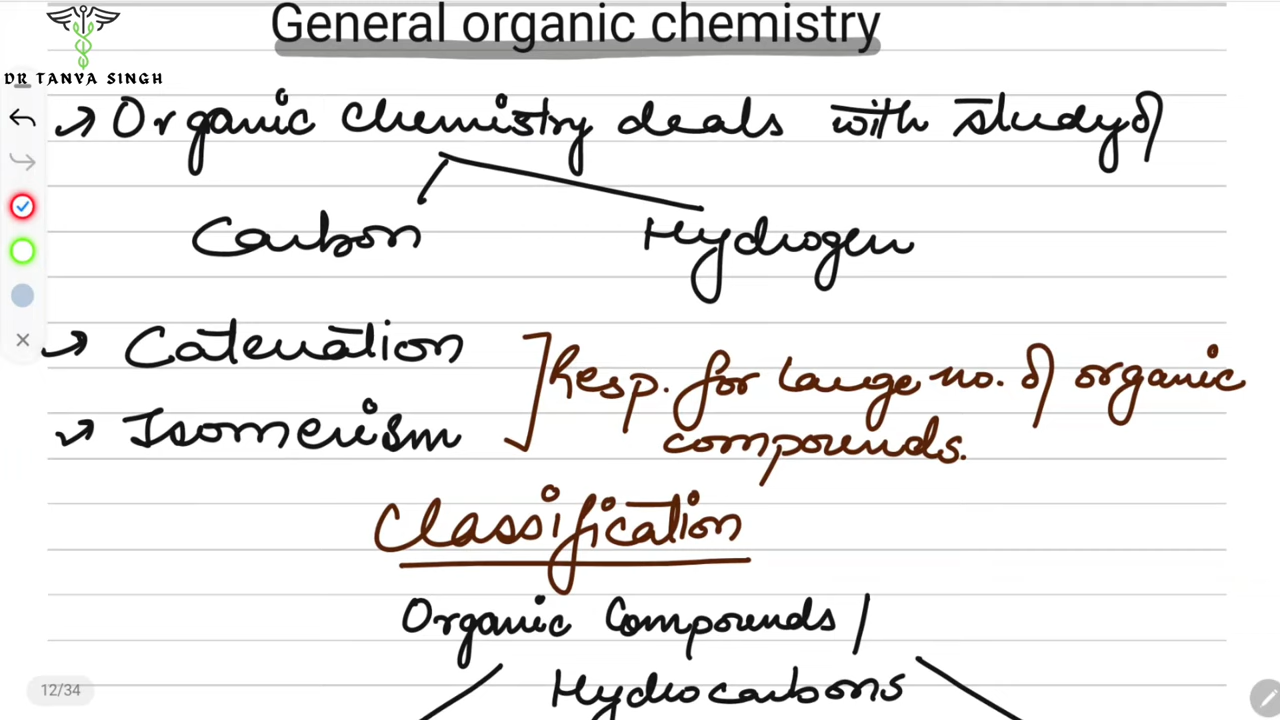 General organic chemistry
DR TANYA SINGH
→ Organic chemistry deals with study of
Carbon Hydrogen
→ Catenation
Resp. for large no. of organic
→ Isomerism
compounds.
Classification
Organic Compounds /
Hydrocarbons
12/34